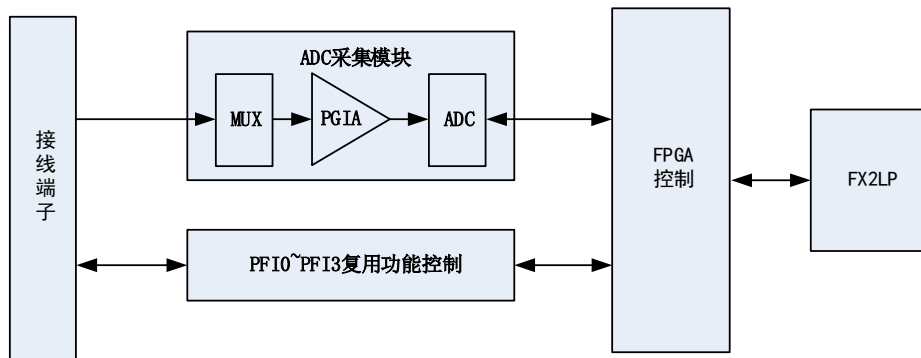 接线端子
ADC采集模块
MUX
PGIA
ADC
PFI0~PFI3复用功能控制
FPGA
控制
FX2LP